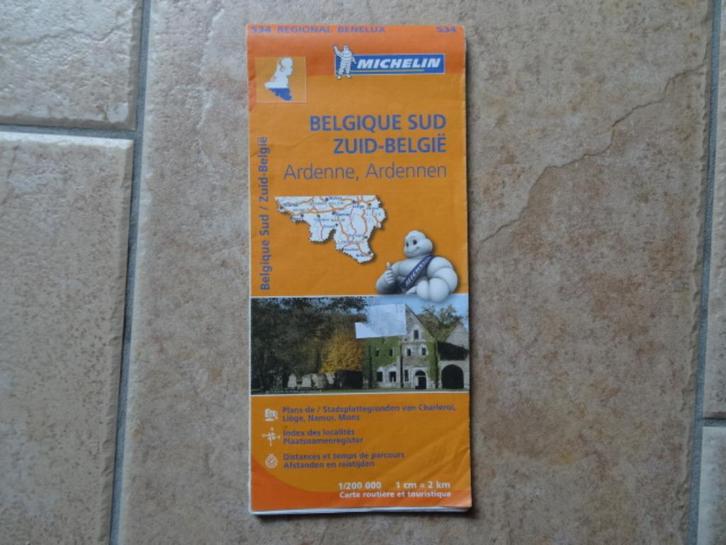 534 REGIONAL BENELUX 534
MICHELIN
BELGIQUE SUD
ZUID-BELGIË
Ardenne, Ardennen
Belgique Sud / Zuid-België
MICHELIN
Plans de / Stadsplattegronden van Charleroi,
Liège, Namur, Mons
Index des localités
Plaatsnamenregister
Distances et temps de parcours
Afstanden en reistijden
1/200 000 1 cm = 2 km
Carte routière et touristique